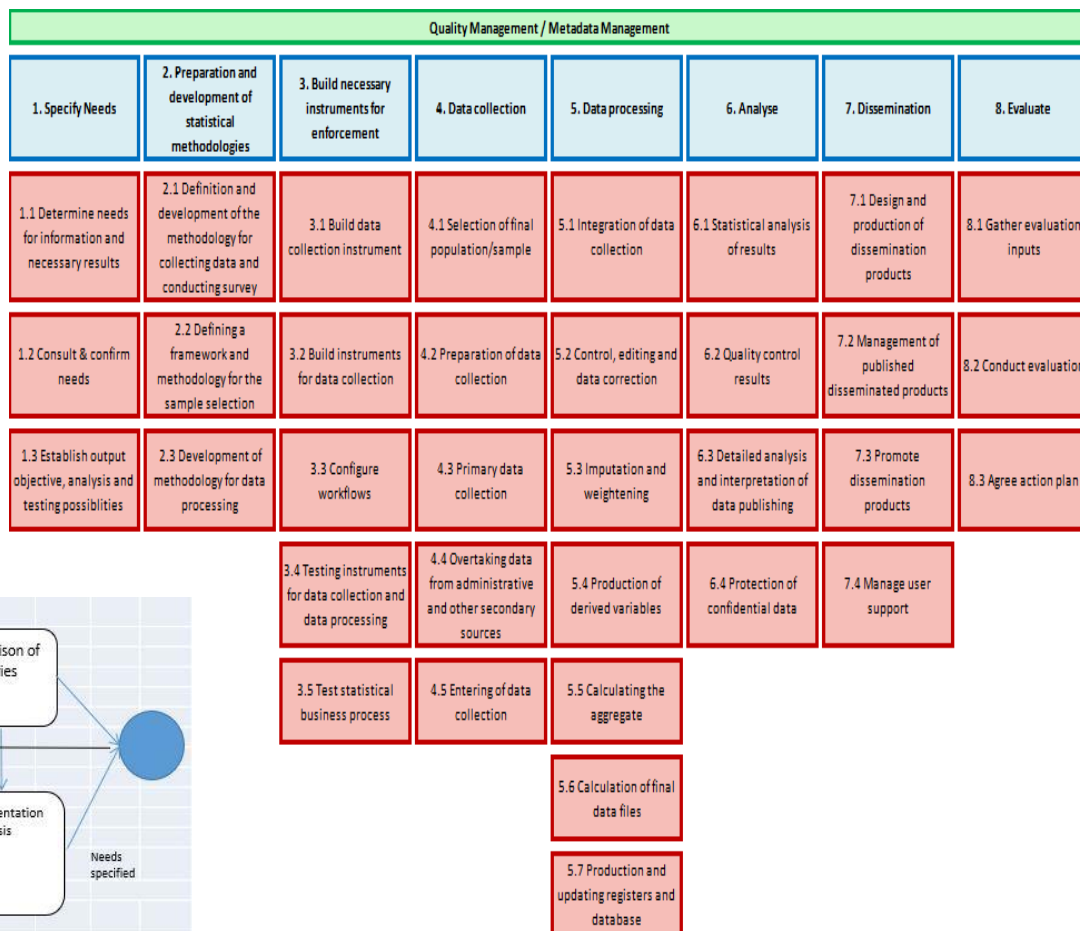 Quality Management / Metadata Management
1. Specify Needs
2. Preparation and
development of
statistical
methodologies
3. Build necessary
instruments for
enforcement
4. Data collection
5. Data processing
6. Analyse
7. Dissemination
8. Evaluate
1.1 Determine needs
for information and
necessary results
2.1 Definition and
development of the
methodology for
collecting data and
conducting survey
3.1 Build data
collection instrument
4.1 Selection of final
population/sample
5.1 Integration of data
collection
6.1 Statistical analysis
of results
7.1 Design and
production of
dissemination
products
8.1 Gather evaluation
inputs
1.2 Consult & confirm
needs
2.2 Defining a
framework and
methodology for the
sample selection
3.2 Build instruments
for data collection
4.2 Preparation of data
collection
5.2 Control, editing and
data correction
6.2 Quality control
results
7.2 Management of
published
disseminated products
8.2 Conduct evaluation
1.3 Establish output
objective, analysis and
testing possiblities
2.3 Development of
methodology for data
processing
3.3 Configure
workflows
4.3 Primary data
collection
5.3 Imputation and
weightening
6.3 Detailed analysis
and interpretation of
data publishing
7.3 Promote
dissemination
products
8.3 Agree action plan
3.4 Testing instruments
for data collection and
data processing
4.4 Overtaking data
from administrative
and other secondary
sources
5.4 Production of
derived variables
6.4 Protection of
confidential data
7.4 Manage user
support
3.5 Test statistical
business process
4.5 Entering of data
collection
5.5 Calculating the
aggregate
5.6 Calculation of final
data files
5.7 Production and
updating registers and
database
ison of
ies
entation
sis
Needs
specified